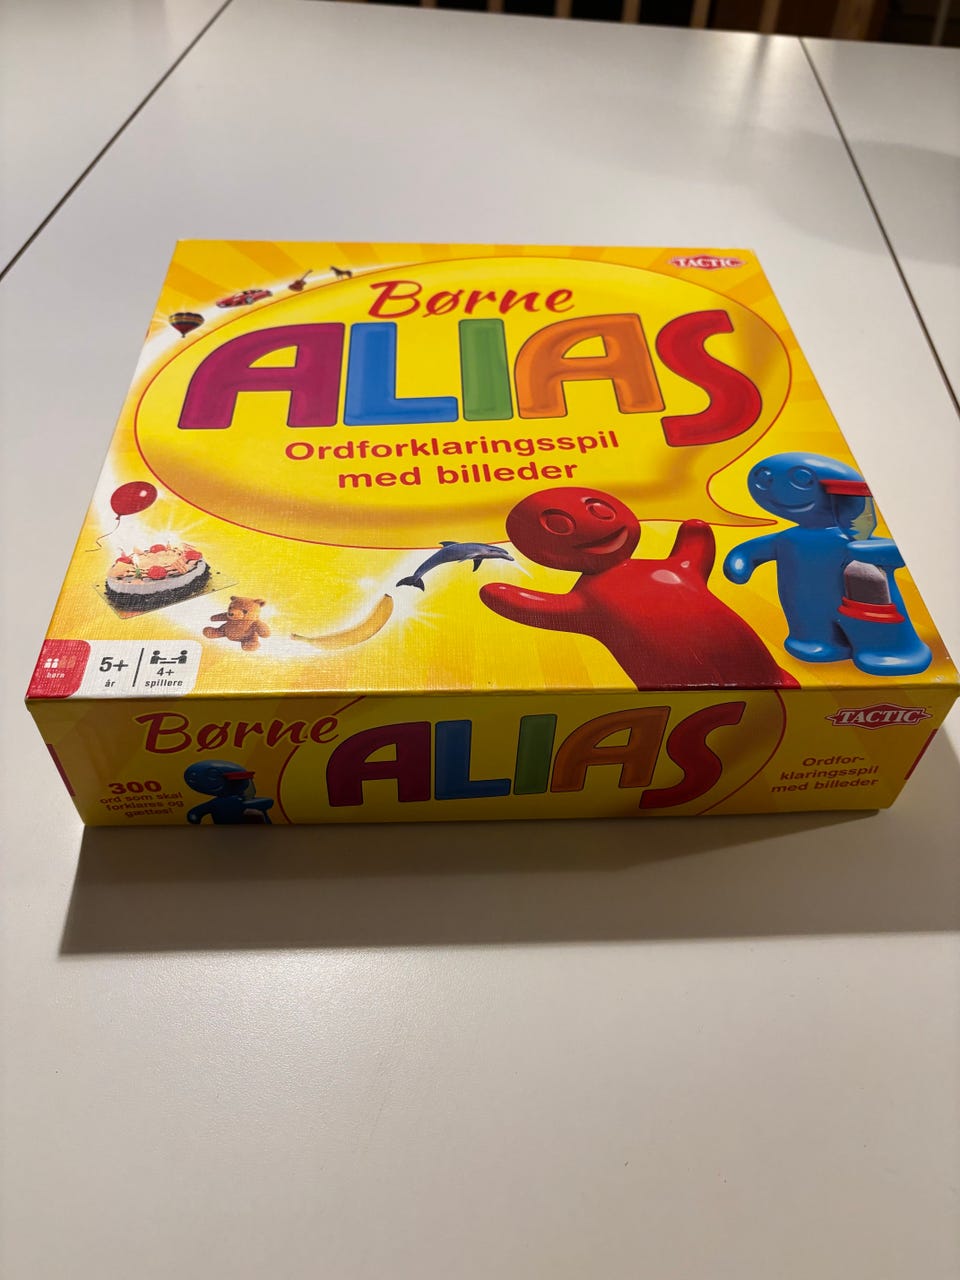 TACTIC
Børne
ALIAS
Ordforklaringsspil
med billeder
børn
5+
år
4+
spillere
Børne
ALIAS
TACTIC
300
ord som skal
forklares og
gættes!
Ordfor-
klaringsspil
med billeder